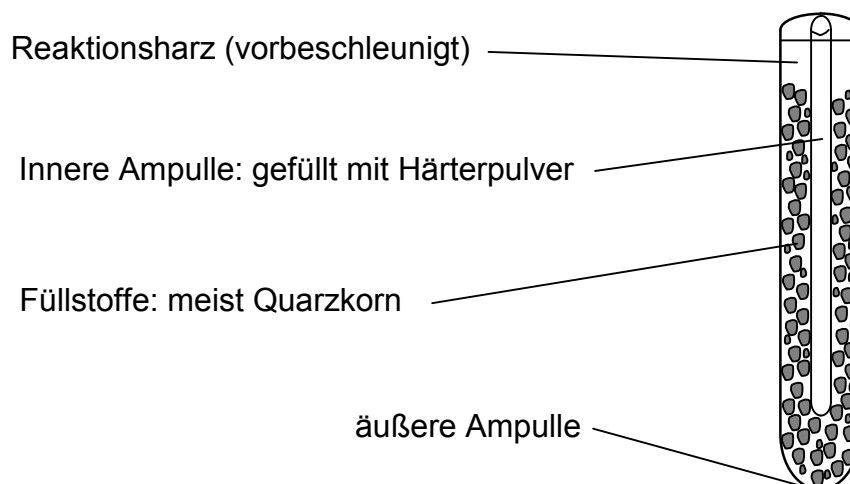 Reaktionsharz (vorbeschleunigt)
Innere Ampulle: gefüllt mit Härterpulver
Füllstoffe: meist Quarzkorn
äußere Ampulle